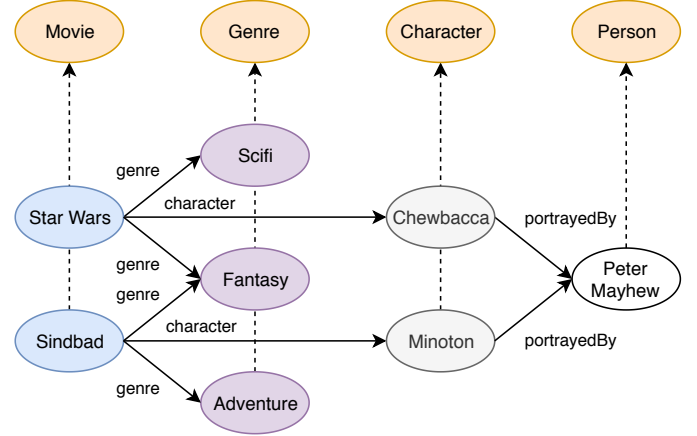 Movie
Genre
Character
Person
Scifi
genre
character
Star Wars
Chewbacca
portrayedBy
genre
Fantasy
Peter
Mayhew
genre
character
Sindbad
Minoton
portrayedBy
genre
Adventure